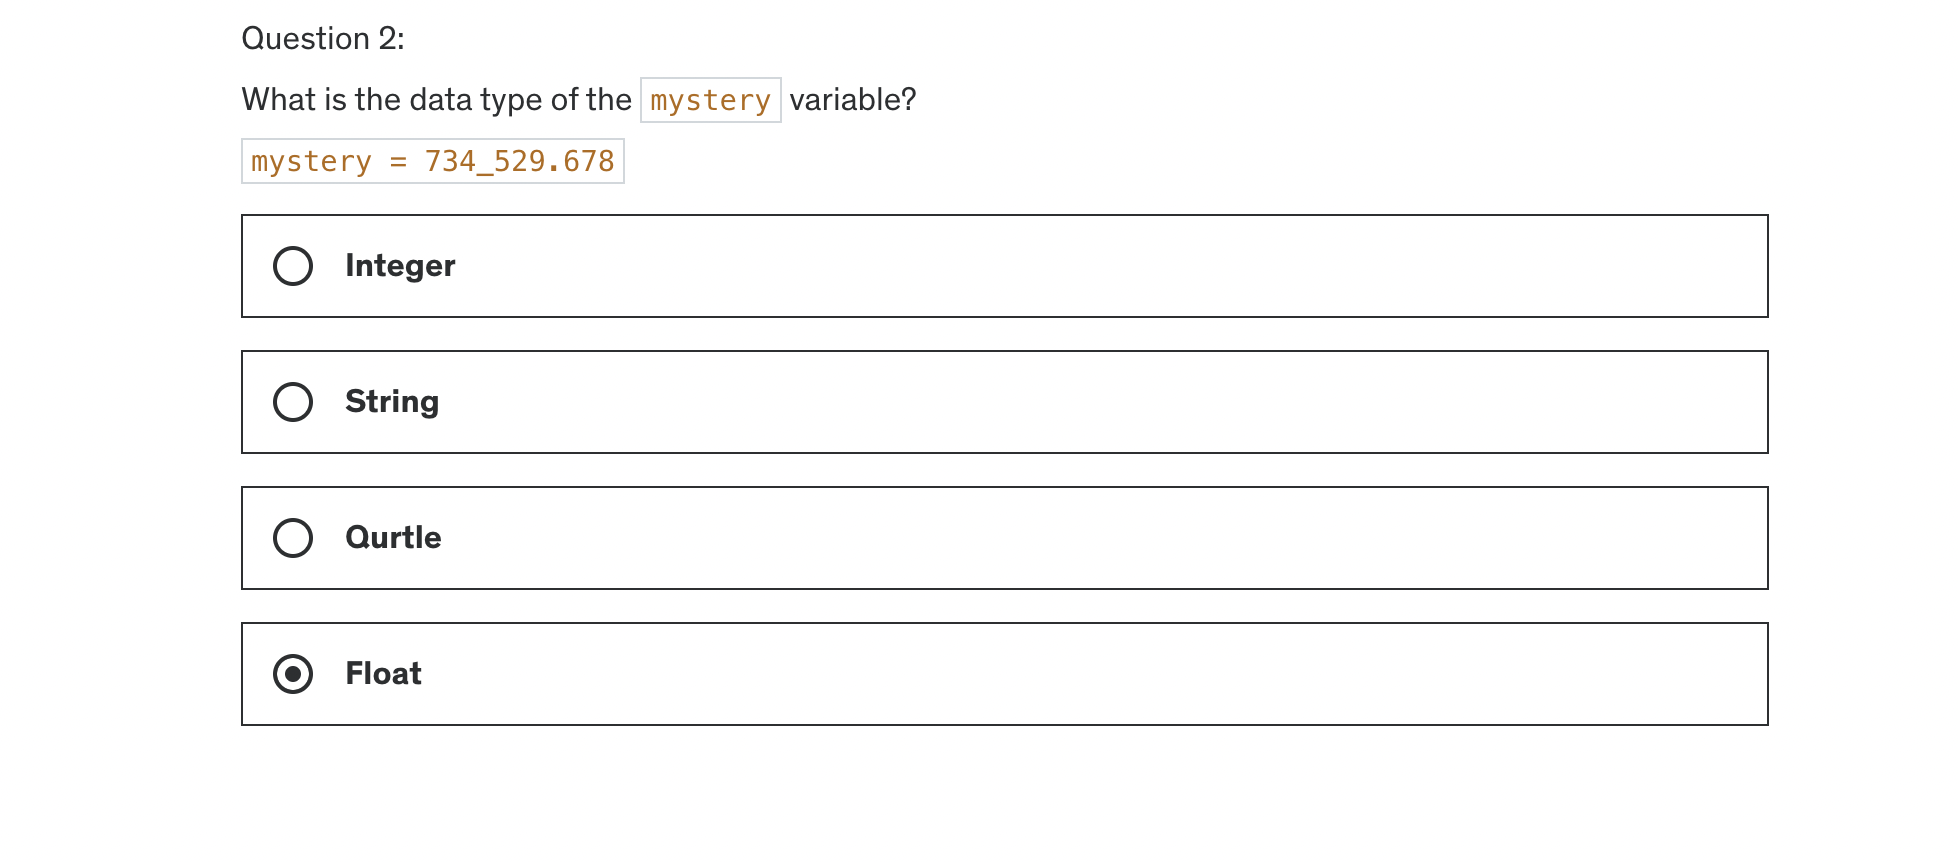 Question 2:
What is the data type of the mystery variable?
mystery = 734_529.678
Integer
String
Qurtle
Float